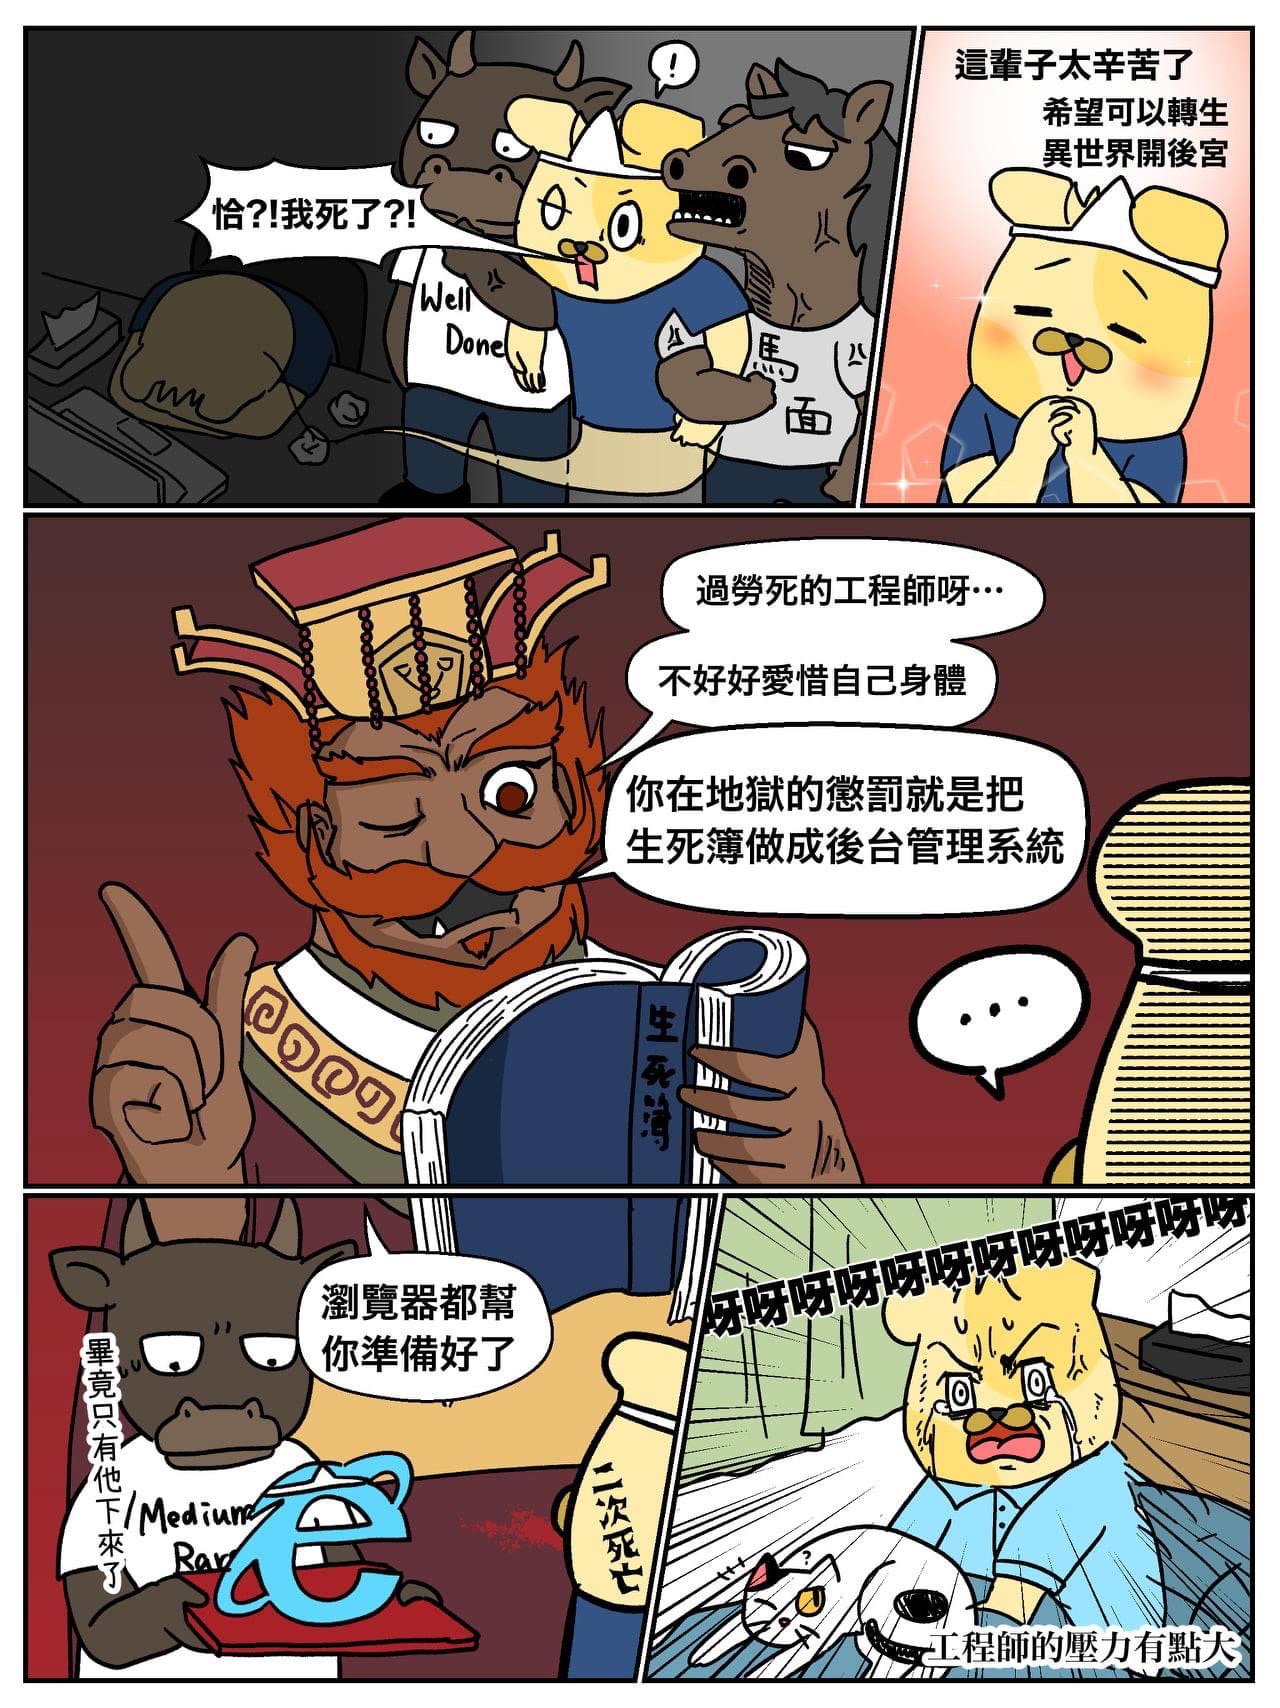 !
恰?!我死了?!
Well
Done
馬
面
這輩子太辛苦了
希望可以轉生
異世界開後宮
過勞死的工程師呀…
不好好愛惜自己身體
你在地獄的懲罰就是把
生死簿做成後台管理系統
生死簿
...
瀏覽器都幫
你準備好了
畢竟只有他下來了
Medium
Rare
e
二次死亡
呀呀呀呀呀呀呀呀呀呀呀呀
?
工程師的壓力有點大